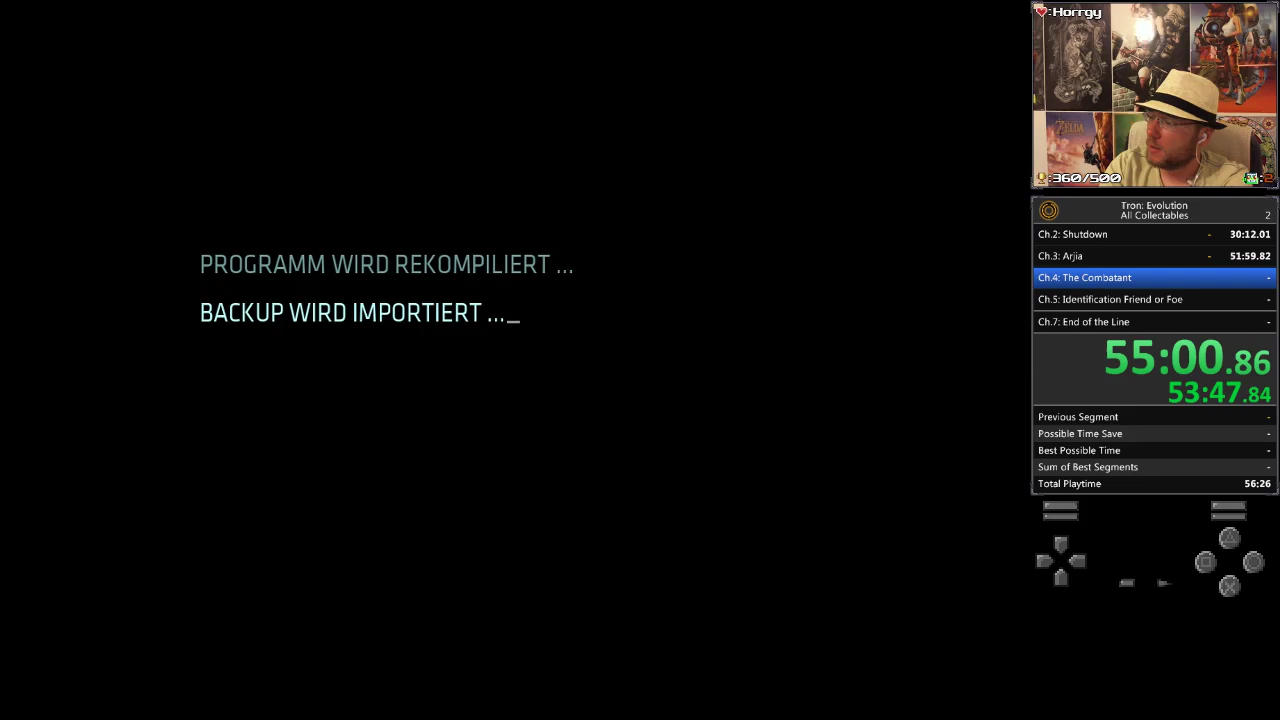 PROGRAMM WIRD REKOMPILIERT ...
BACKUP WIRD IMPORTIERT ..._
:Horrgy
ZELDA
:360/500
:2
Tron: Evolution
All Collectables 2
Ch.2: Shutdown - 30:12.01
Ch.3: Arjia - 51:59.82
Ch.4: The Combatant -
Ch.5: Identification Friend or Foe -
Ch.7: End of the Line -
55:00.86
53:47.84
Previous Segment -
Possible Time Save -
Best Possible Time -
Sum of Best Segments -
Total Playtime 56:26